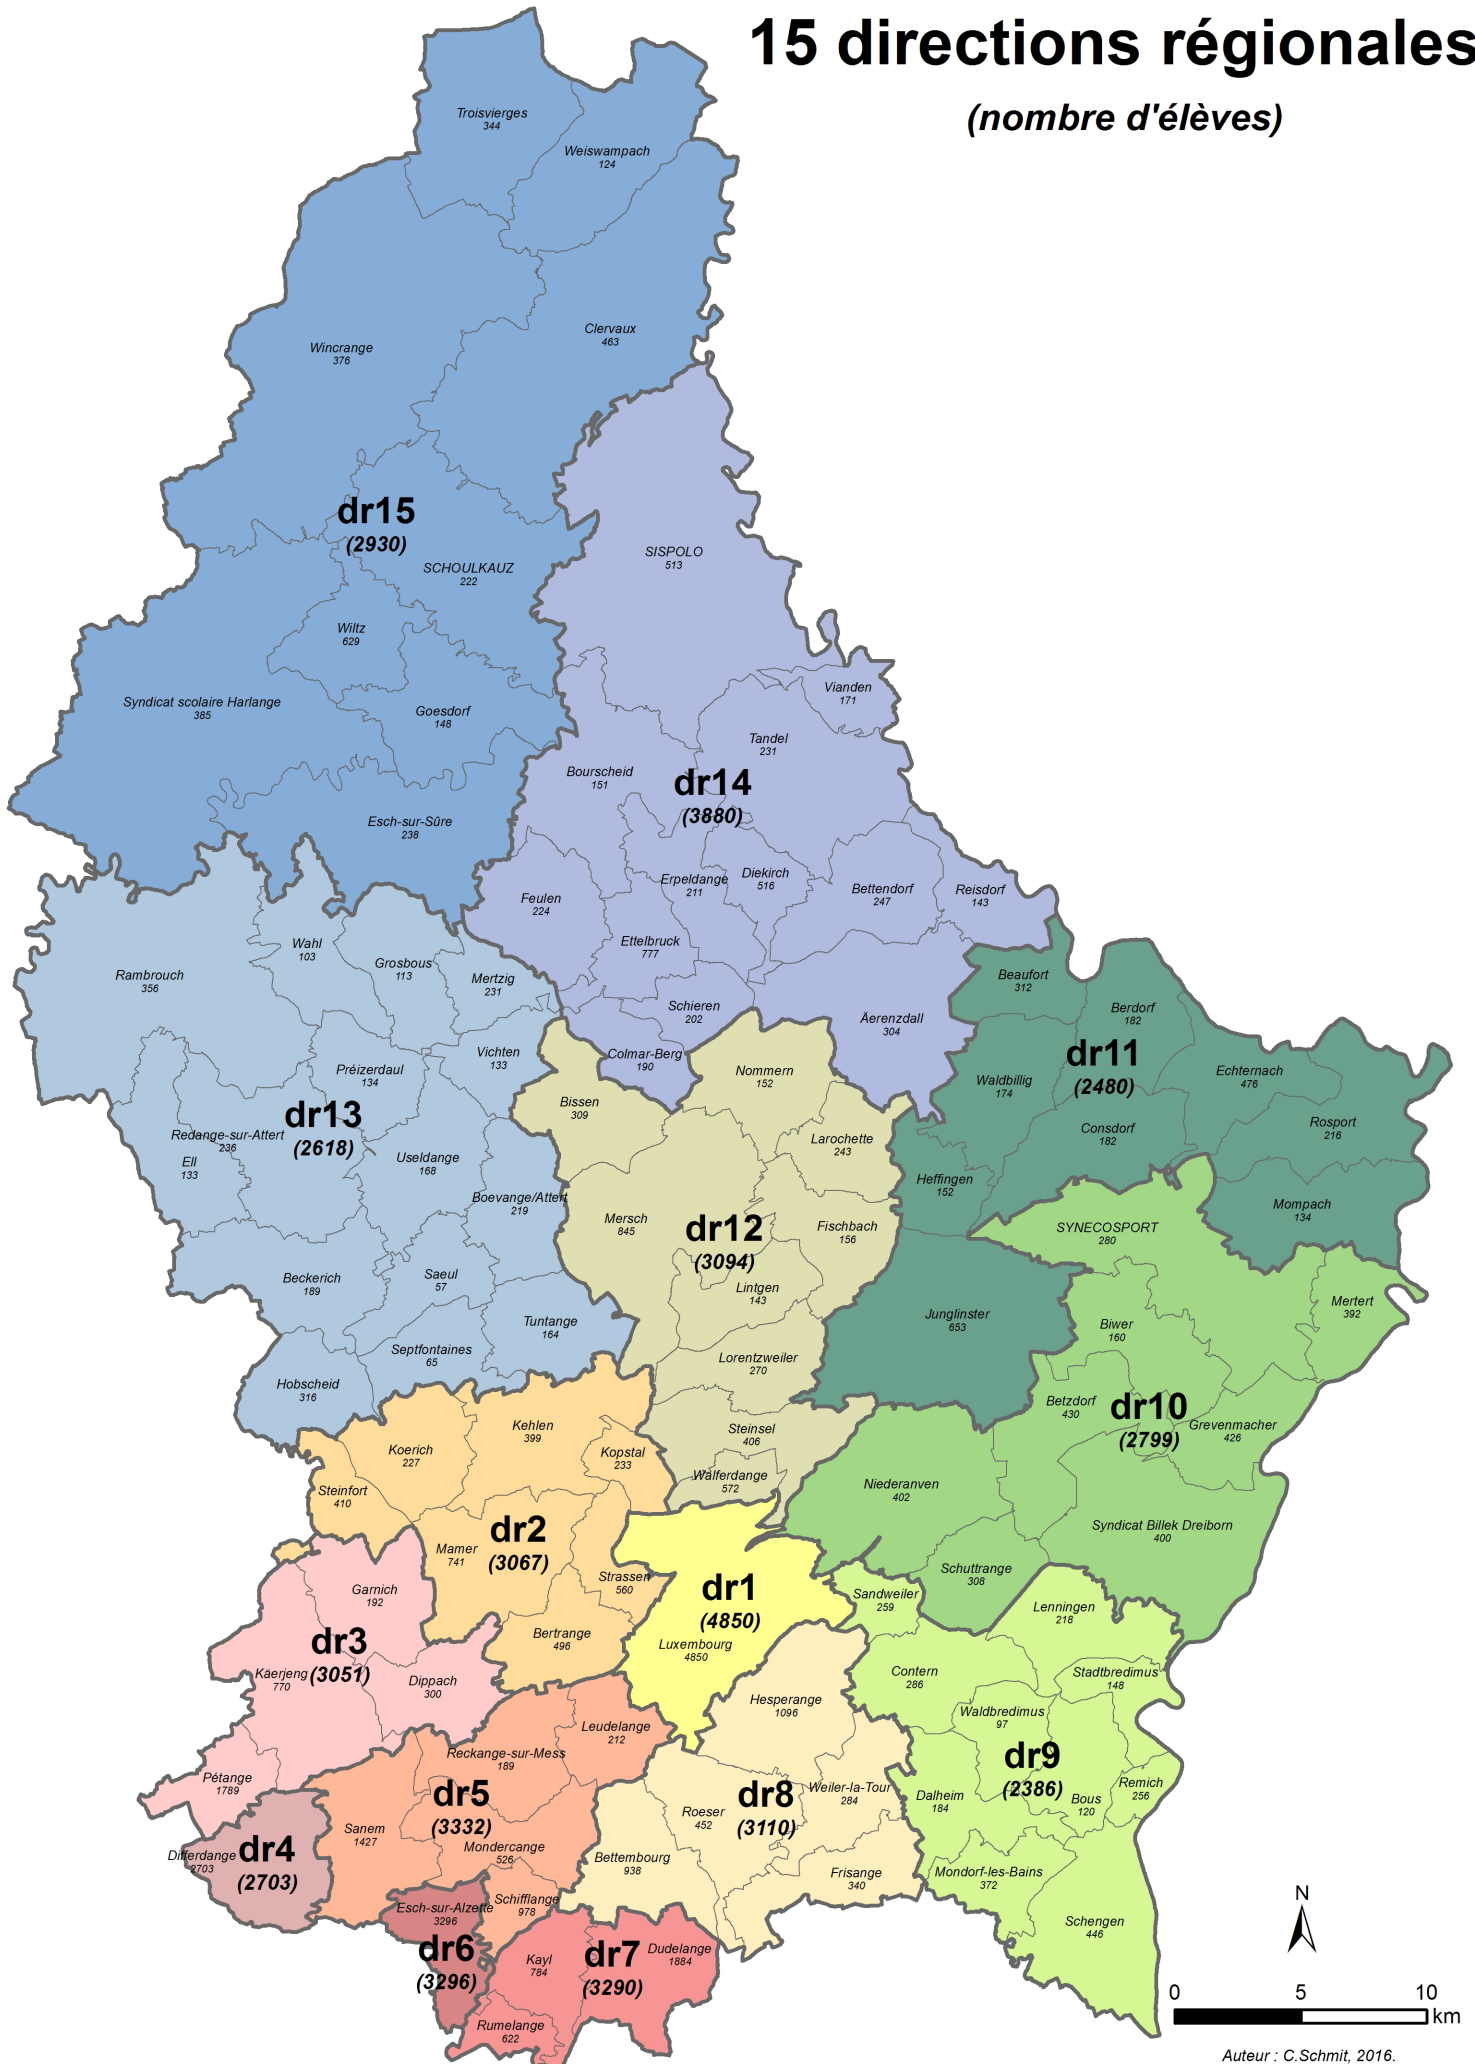 15 directions régionales
(nombre d'élèves)
Troisvierges
344
Weiswampach
124
Wincrange
376
Clervaux
463
dr15
(2930)
SCHOULKAUZ
222
Wiltz
629
Syndicat scolaire Harlange
385
Goesdorf
148
Esch-sur-Sûre
238
SISPOLO
513
Vianden
171
Tandel
231
Bourscheid
151
dr14
(3880)
Feulen
224
Erpeldange
211
Diekirch
516
Bettendorf
247
Reisdorf
143
Ettelbruck
777
Schieren
202
Äerenzdall
304
Colmar-Berg
190
Rambrouch
356
Wahl
103
Grosbous
113
Mertzig
231
Vichten
133
Préizerdaul
134
dr13
(2618)
Redange-sur-Attert
236
Ell
133
Useldange
168
Boevange/Attert
219
Beckerich
189
Saeul
57
Tuntange
164
Septfontaines
65
Hobscheid
316
Bissen
309
Nommern
152
Larochette
243
Mersch
845
dr12
(3094)
Fischbach
156
Lintgen
143
Lorentzweiler
270
Steinsel
406
Walferdange
572
Beaufort
312
Berdorf
182
dr11
(2480)
Waldbillig
174
Echternach
476
Consdorf
182
Rosport
216
Heffingen
152
Mompach
134
Junglinster
653
SYNECOSPORT
280
Mertert
392
Biwer
160
Betzdorf
430
dr10
(2799)
Grevenmacher
426
Niederanven
402
Syndicat Billek Dreiborn
400
Schuttrange
308
Kehlen
399
Koerich
227
Kopstal
233
Steinfort
410
dr2
(3067)
Mamer
741
Strassen
560
Bertrange
496
dr1
(4850)
Luxembourg
4850
Garnich
192
dr3
(3051)
Käerjeng
770
Dippach
300
Pétange
1789
Differdange
2703
dr4
(2703)
Leudelange
212
Reckange-sur-Mess
189
dr5
(3332)
Sanem
1427
Mondercange
526
Schifflange
978
Esch-sur-Alzette
3296
dr6
(3296)
Kayl
784
dr7
(3290)
Dudelange
1884
Rumelange
622
Hesperange
1096
dr8
(3110)
Weiler-la-Tour
284
Roeser
452
Bettembourg
938
Frisange
340
Sandweiler
259
Lenningen
218
Contern
286
Stadtbredimus
148
Waldbredimus
97
dr9
(2386)
Dalheim
184
Bous
120
Remich
256
Mondorf-les-Bains
372
Schengen
446
N
0 5 10
km
Auteur : C.Schmit, 2016.